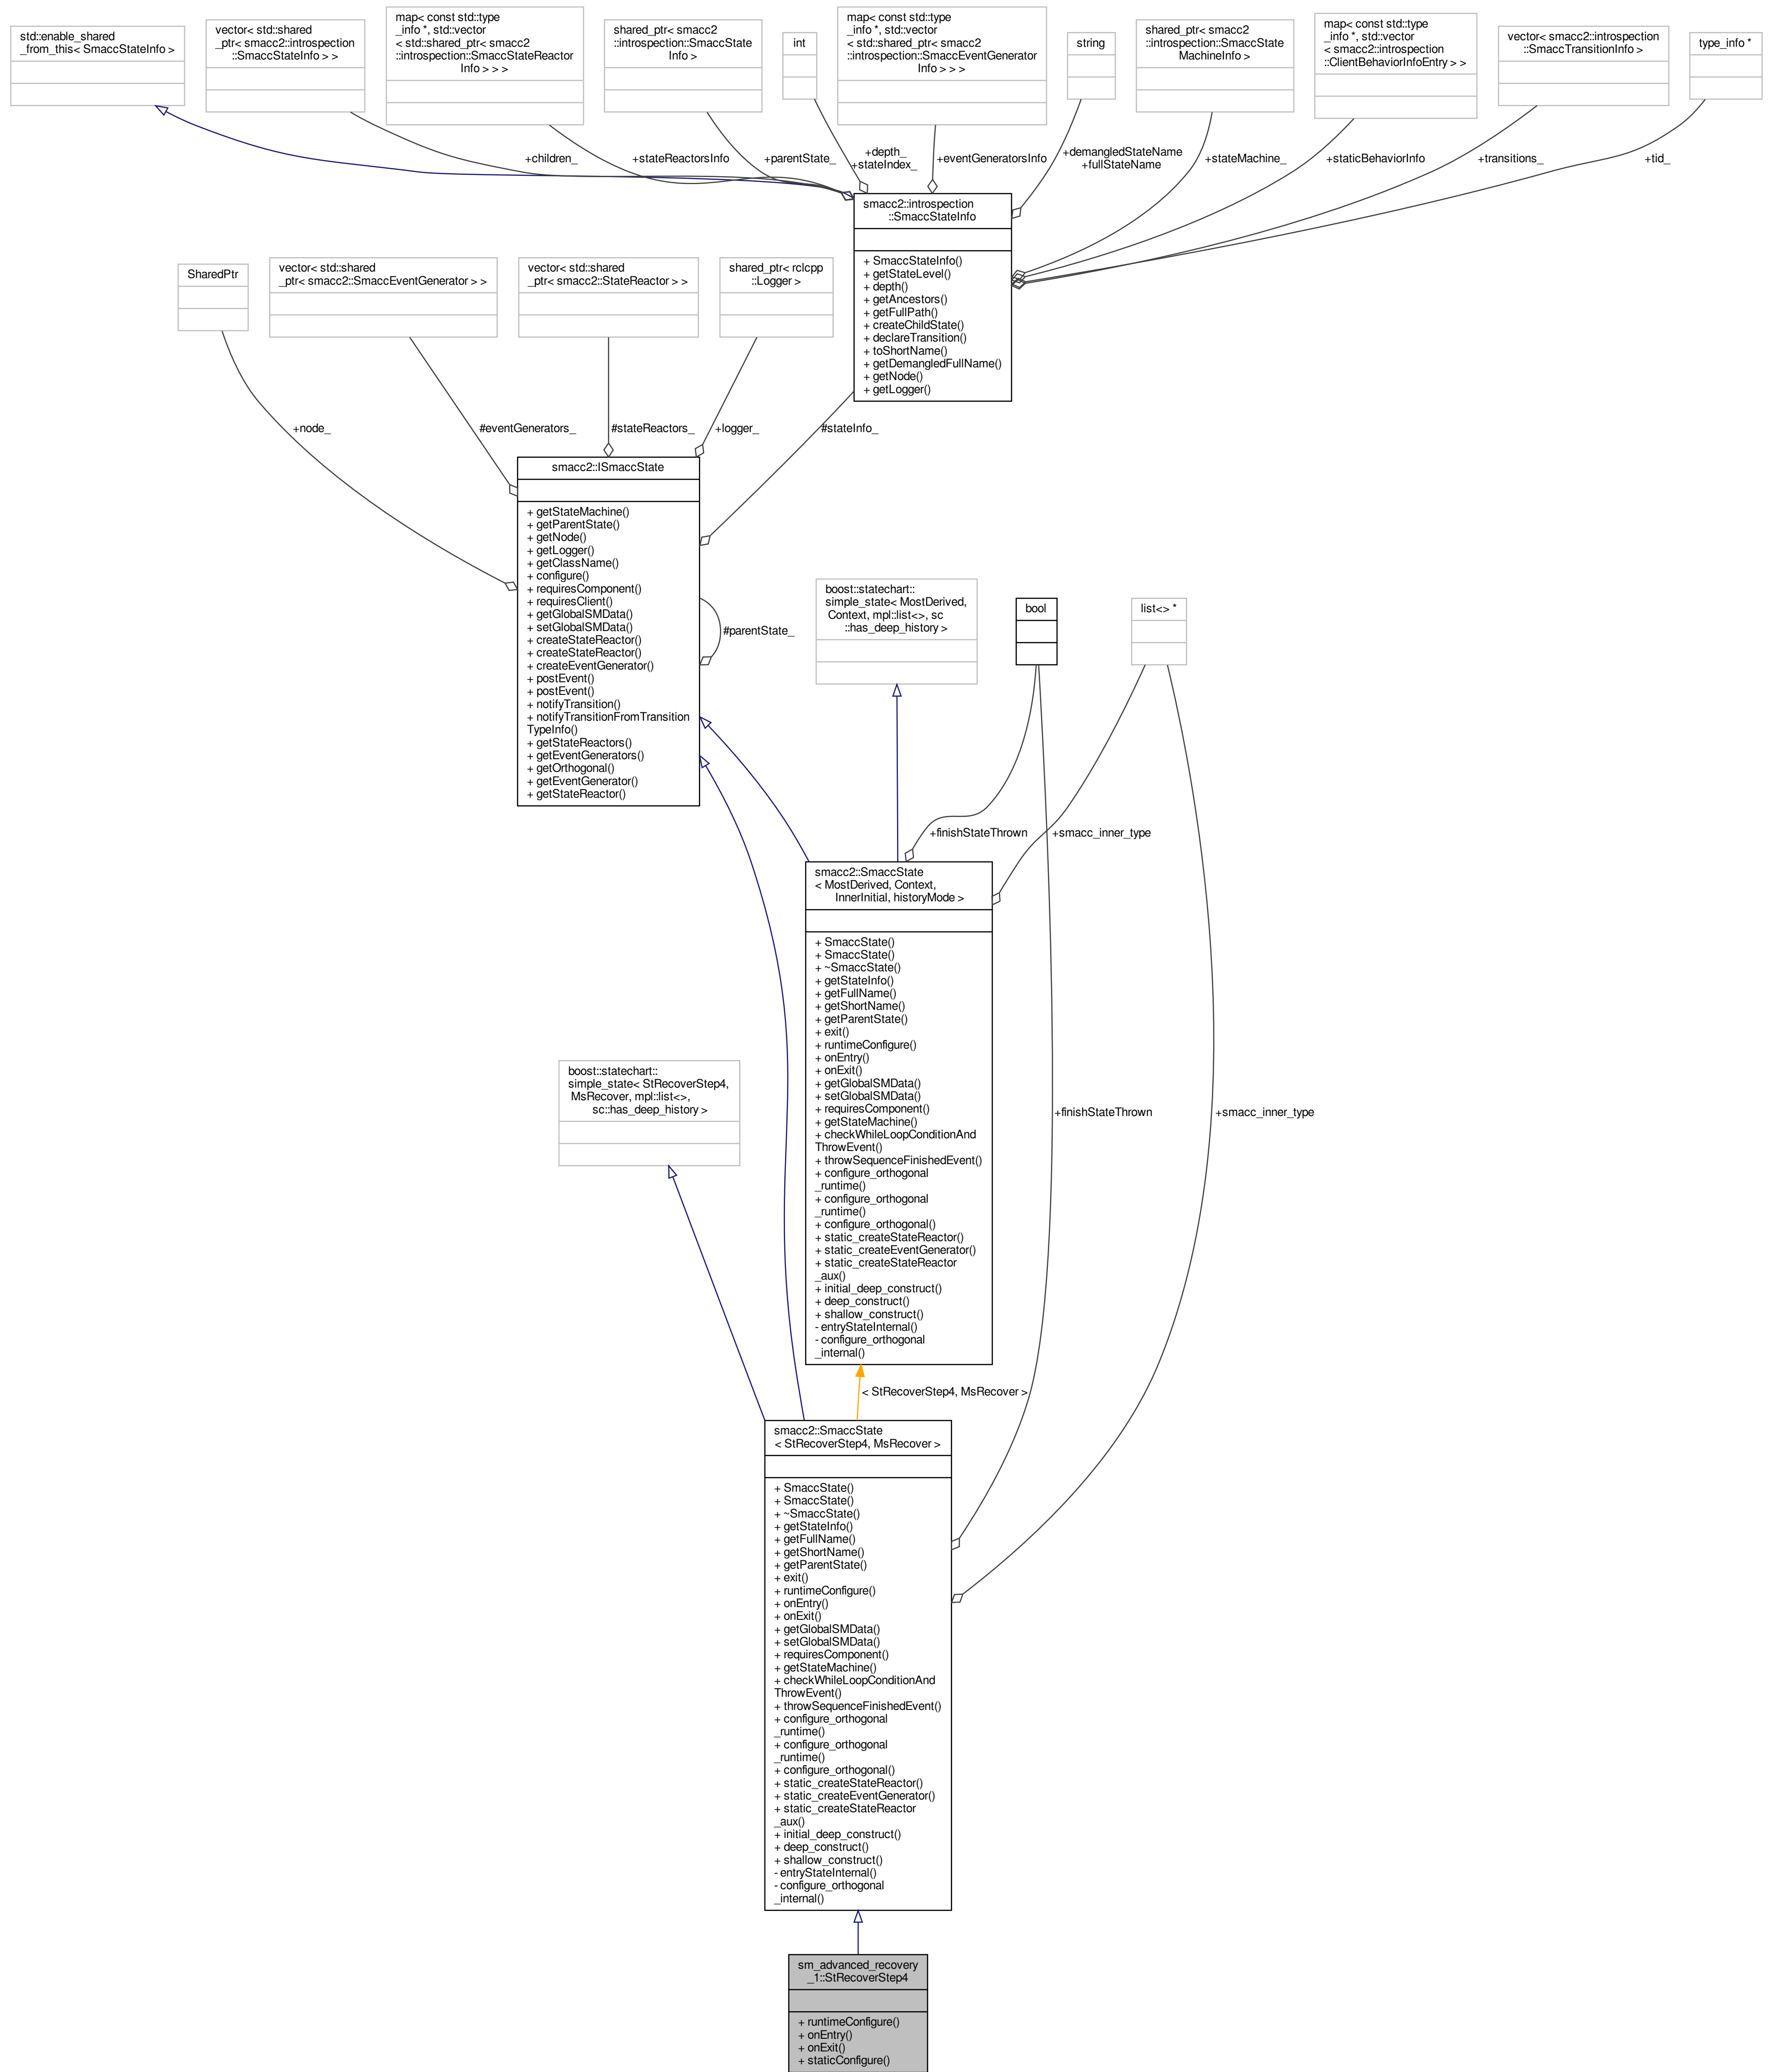 std::enable_shared
_from_this< SmaccStateInfo >
vector< std::shared
_ptr< smacc2::introspection
::SmaccStateInfo > >
map< const std::type
_info *, std::vector
< std::shared_ptr< smacc2
::introspection::SmaccStateReactor
Info > > >
shared_ptr< smacc2
::introspection::SmaccState
Info >
int
map< const std::type
_info *, std::vector
< std::shared_ptr< smacc2
::introspection::SmaccEventGenerator
Info > > >
string
shared_ptr< smacc2
::introspection::SmaccState
MachineInfo >
map< const std::type
_info *, std::vector
< smacc2::introspection
::ClientBehaviorInfoEntry > >
vector< smacc2::introspection
::SmaccTransitionInfo >
type_info *
+children_
+stateReactorsInfo
+parentState_
+depth_
+stateIndex_
+eventGeneratorsInfo
+demangledStateName
+fullStateName
+stateMachine_
+staticBehaviorInfo
+transitions_
+tid_
smacc2::introspection
::SmaccStateInfo
+ SmaccStateInfo()
+ getStateLevel()
+ depth()
+ getAncestors()
+ getFullPath()
+ createChildState()
+ declareTransition()
+ toShortName()
+ getDemangledFullName()
+ getNode()
+ getLogger()
SharedPtr
vector< std::shared
_ptr< smacc2::SmaccEventGenerator > >
vector< std::shared
_ptr< smacc2::StateReactor > >
shared_ptr< rclcpp
::Logger >
+node_
#eventGenerators_
#stateReactors_
+logger_
#stateInfo_
smacc2::ISmaccState
+ getStateMachine()
+ getParentState()
+ getNode()
+ getLogger()
+ getClassName()
+ configure()
+ requiresComponent()
+ requiresClient()
+ getGlobalSMData()
+ setGlobalSMData()
+ createStateReactor()
+ createStateReactor()
+ createEventGenerator()
+ postEvent()
+ postEvent()
+ notifyTransition()
+ notifyTransitionFromTransition
TypeInfo()
+ getStateReactors()
+ getEventGenerators()
+ getOrthogonal()
+ getEventGenerator()
+ getStateReactor()
#parentState_
boost::statechart::
simple_state< MostDerived,
Context, mpl::list<>, sc
::has_deep_history >
bool
list<> *
+finishStateThrown
+smacc_inner_type
smacc2::SmaccState
< MostDerived, Context,
InnerInitial, historyMode >
+ SmaccState()
+ SmaccState()
+ ~SmaccState()
+ getStateInfo()
+ getFullName()
+ getShortName()
+ getParentState()
+ exit()
+ runtimeConfigure()
+ onEntry()
+ onExit()
+ getGlobalSMData()
+ setGlobalSMData()
+ requiresComponent()
+ getStateMachine()
+ checkWhileLoopConditionAnd
ThrowEvent()
+ throwSequenceFinishedEvent()
+ configure_orthogonal
_runtime()
+ configure_orthogonal
_runtime()
+ configure_orthogonal()
+ static_createStateReactor()
+ static_createEventGenerator()
+ static_createStateReactor
_aux()
+ initial_deep_construct()
+ deep_construct()
+ shallow_construct()
- entryStateInternal()
- configure_orthogonal
_internal()
boost::statechart::
simple_state< StRecoverStep4,
MsRecover, mpl::list<>,
sc::has_deep_history >
+finishStateThrown
+smacc_inner_type
< StRecoverStep4, MsRecover >
smacc2::SmaccState
< StRecoverStep4, MsRecover >
+ SmaccState()
+ SmaccState()
+ ~SmaccState()
+ getStateInfo()
+ getFullName()
+ getShortName()
+ getParentState()
+ exit()
+ runtimeConfigure()
+ onEntry()
+ onExit()
+ getGlobalSMData()
+ setGlobalSMData()
+ requiresComponent()
+ getStateMachine()
+ checkWhileLoopConditionAnd
ThrowEvent()
+ throwSequenceFinishedEvent()
+ configure_orthogonal
_runtime()
+ configure_orthogonal
_runtime()
+ configure_orthogonal()
+ static_createStateReactor()
+ static_createEventGenerator()
+ static_createStateReactor
_aux()
+ initial_deep_construct()
+ deep_construct()
+ shallow_construct()
- entryStateInternal()
- configure_orthogonal
_internal()
sm_advanced_recovery
_1::StRecoverStep4
+ runtimeConfigure()
+ onEntry()
+ onExit()
+ staticConfigure()